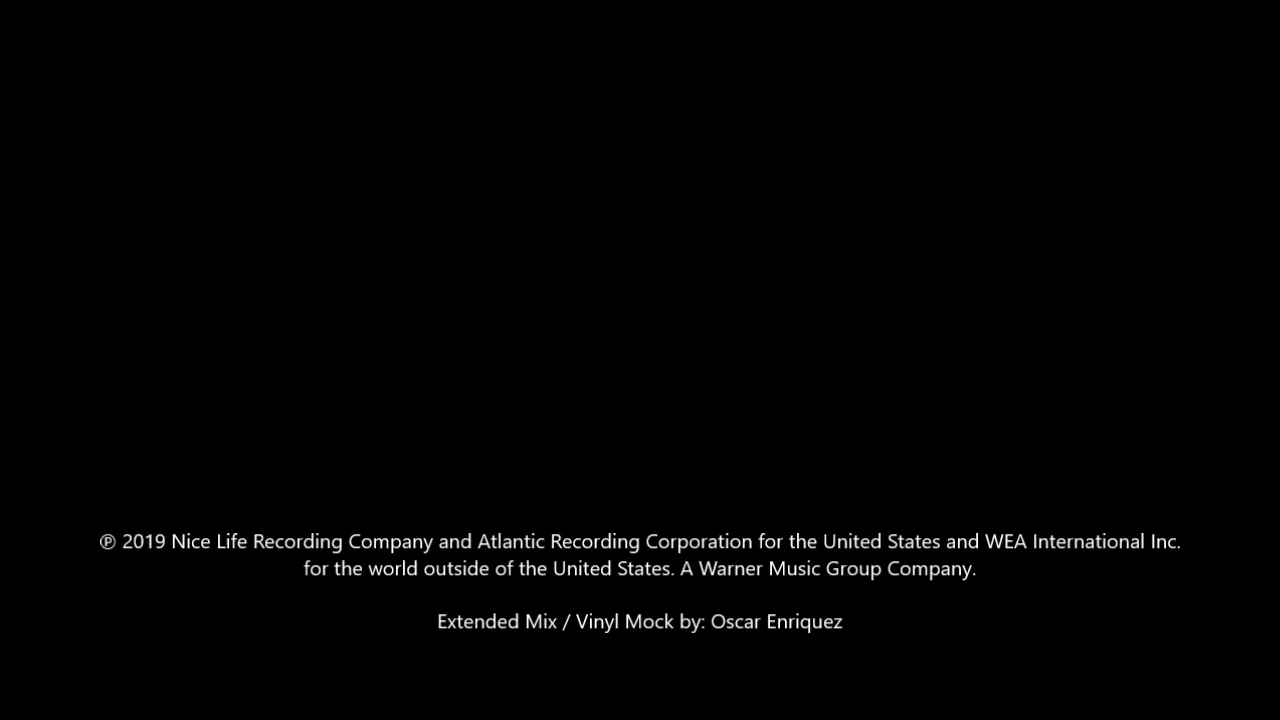 ℗ 2019 Nice Life Recording Company and Atlantic Recording Corporation for the United States and WEA International Inc.
for the world outside of the United States. A Warner Music Group Company.
Extended Mix / Vinyl Mock by: Oscar Enriquez